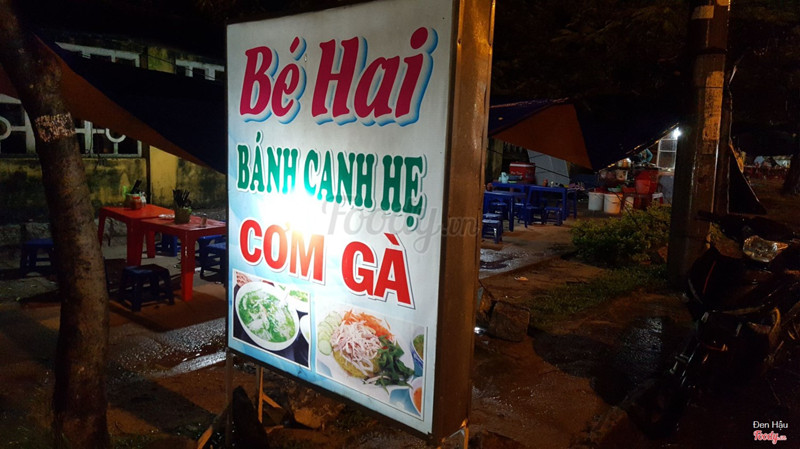 Bé Hai
BÁNH CANH HẸ
CƠM GÀ
Foody.vn
Đen Hậu
Foody.vn